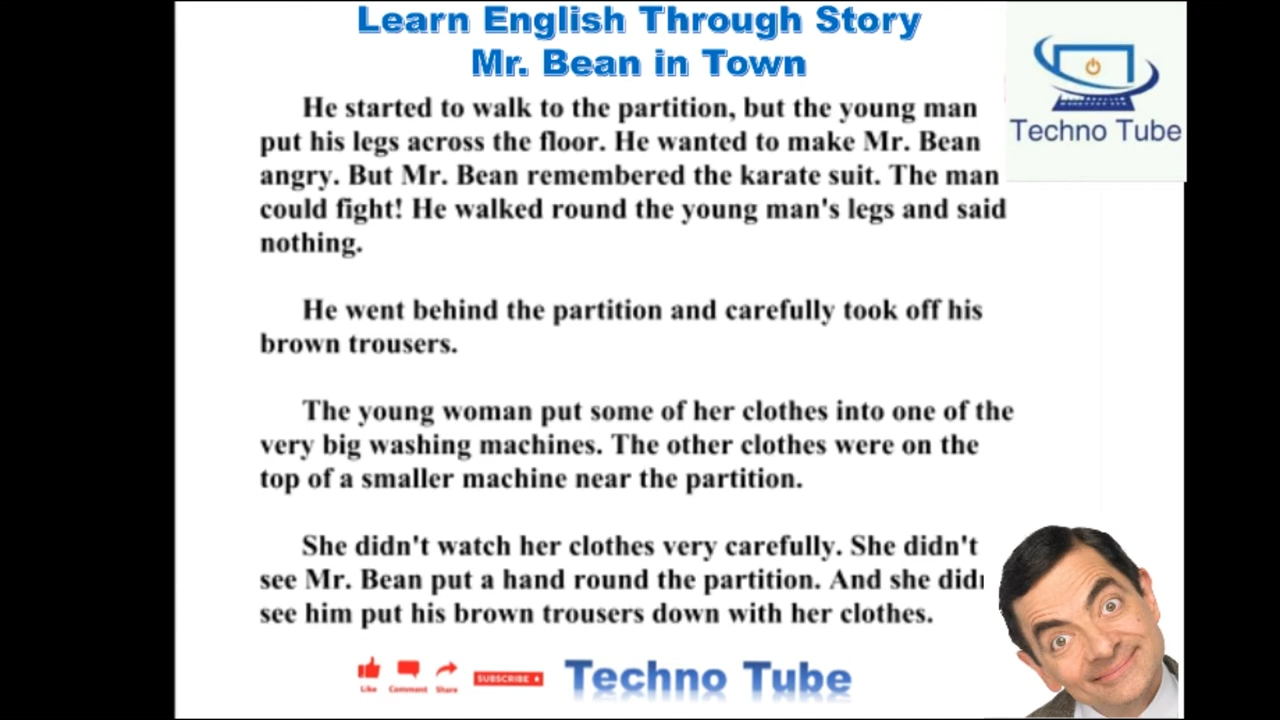 Learn English Through Story
Mr. Bean in Town
Techno Tube
He started to walk to the partition, but the young man
put his legs across the floor. He wanted to make Mr. Bean
angry. But Mr. Bean remembered the karate suit. The man
could fight! He walked round the young man's legs and said
nothing.
He went behind the partition and carefully took off his
brown trousers.
The young woman put some of her clothes into one of the
very big washing machines. The other clothes were on the
top of a smaller machine near the partition.
She didn't watch her clothes very carefully. She didn't
see Mr. Bean put a hand round the partition. And she
see him put his brown trousers down with her clothes.
Like Comment Share SUBSCRIBE Techno Tube